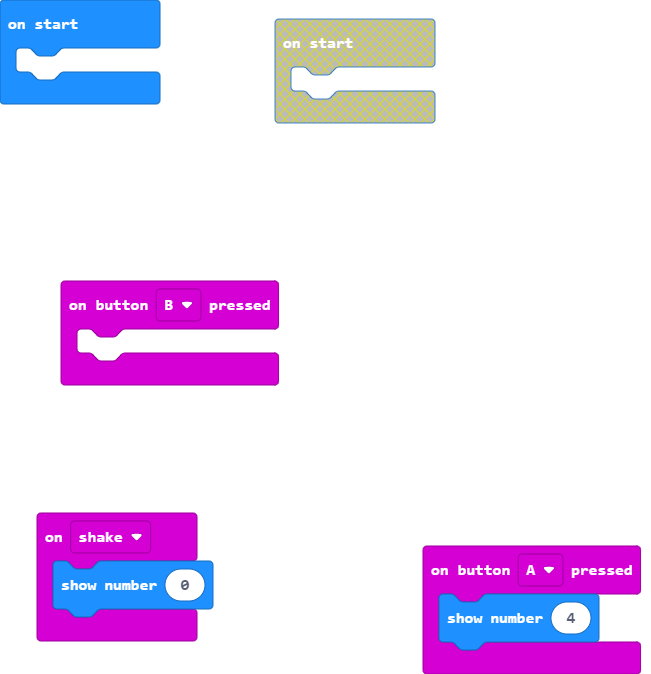 on start
on start
on button B pressed
on shake
show number 0
on button A pressed
show number 4